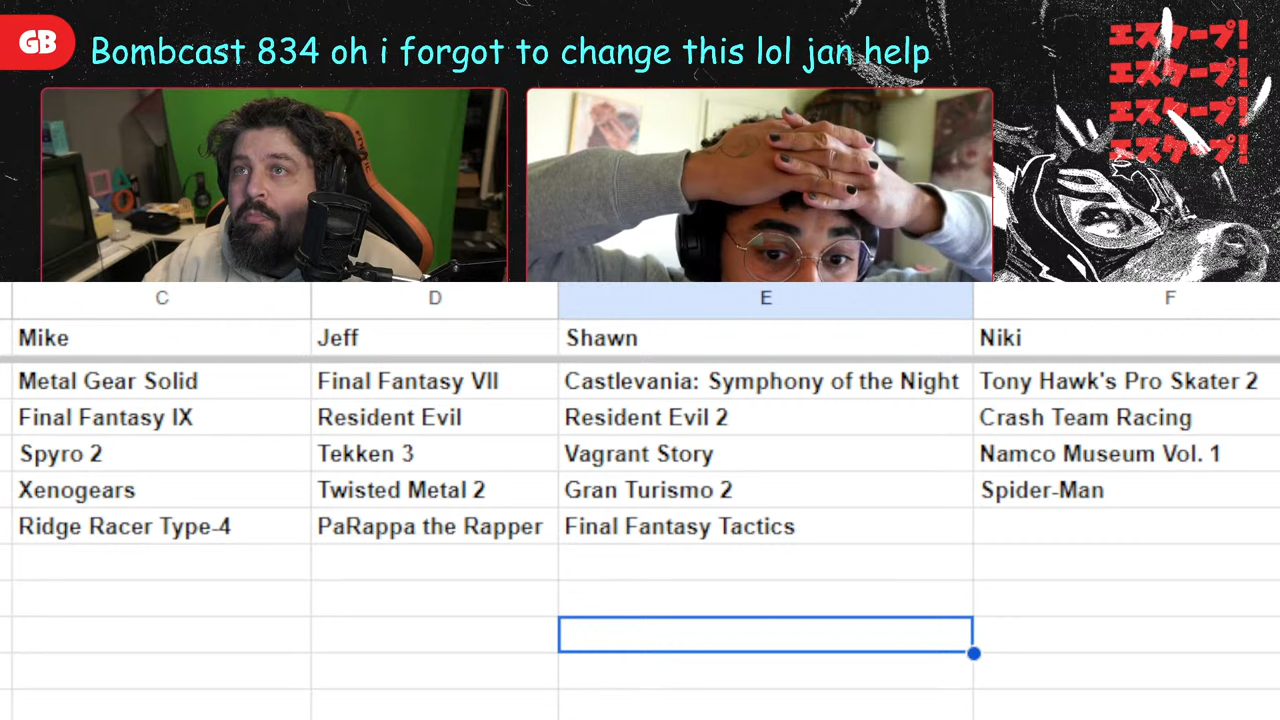 GB
Bombcast 834 oh i forgot to change this lol jan help
エスケープ!
エスケープ!
エスケープ!
エスケープ!
C D E F
Mike Jeff Shawn Niki
Metal Gear Solid Final Fantasy VII Castlevania: Symphony of the Night Tony Hawk's Pro Skater 2
Final Fantasy IX Resident Evil Resident Evil 2 Crash Team Racing
Spyro 2 Tekken 3 Vagrant Story Namco Museum Vol. 1
Xenogears Twisted Metal 2 Gran Turismo 2 Spider-Man
Ridge Racer Type-4 PaRappa the Rapper Final Fantasy Tactics